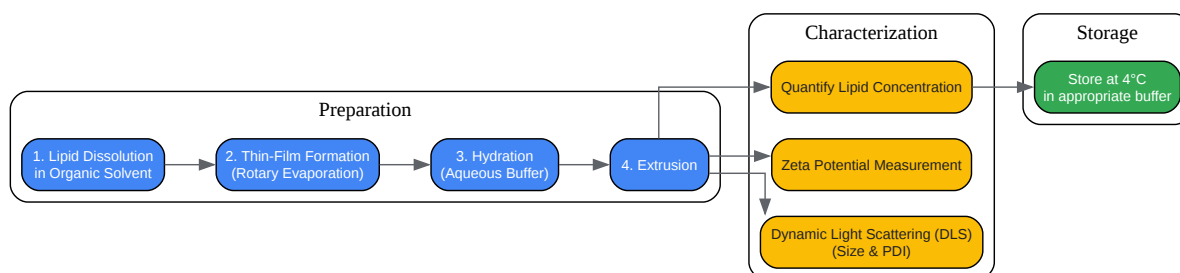 Preparation
1. Lipid Dissolution
in Organic Solvent
2. Thin-Film Formation
(Rotary Evaporation)
3. Hydration
(Aqueous Buffer)
4. Extrusion
Characterization
Quantify Lipid Concentration
Zeta Potential Measurement
Dynamic Light Scattering (DLS)
(Size & PDI)
Storage
Store at 4°C
in appropriate buffer